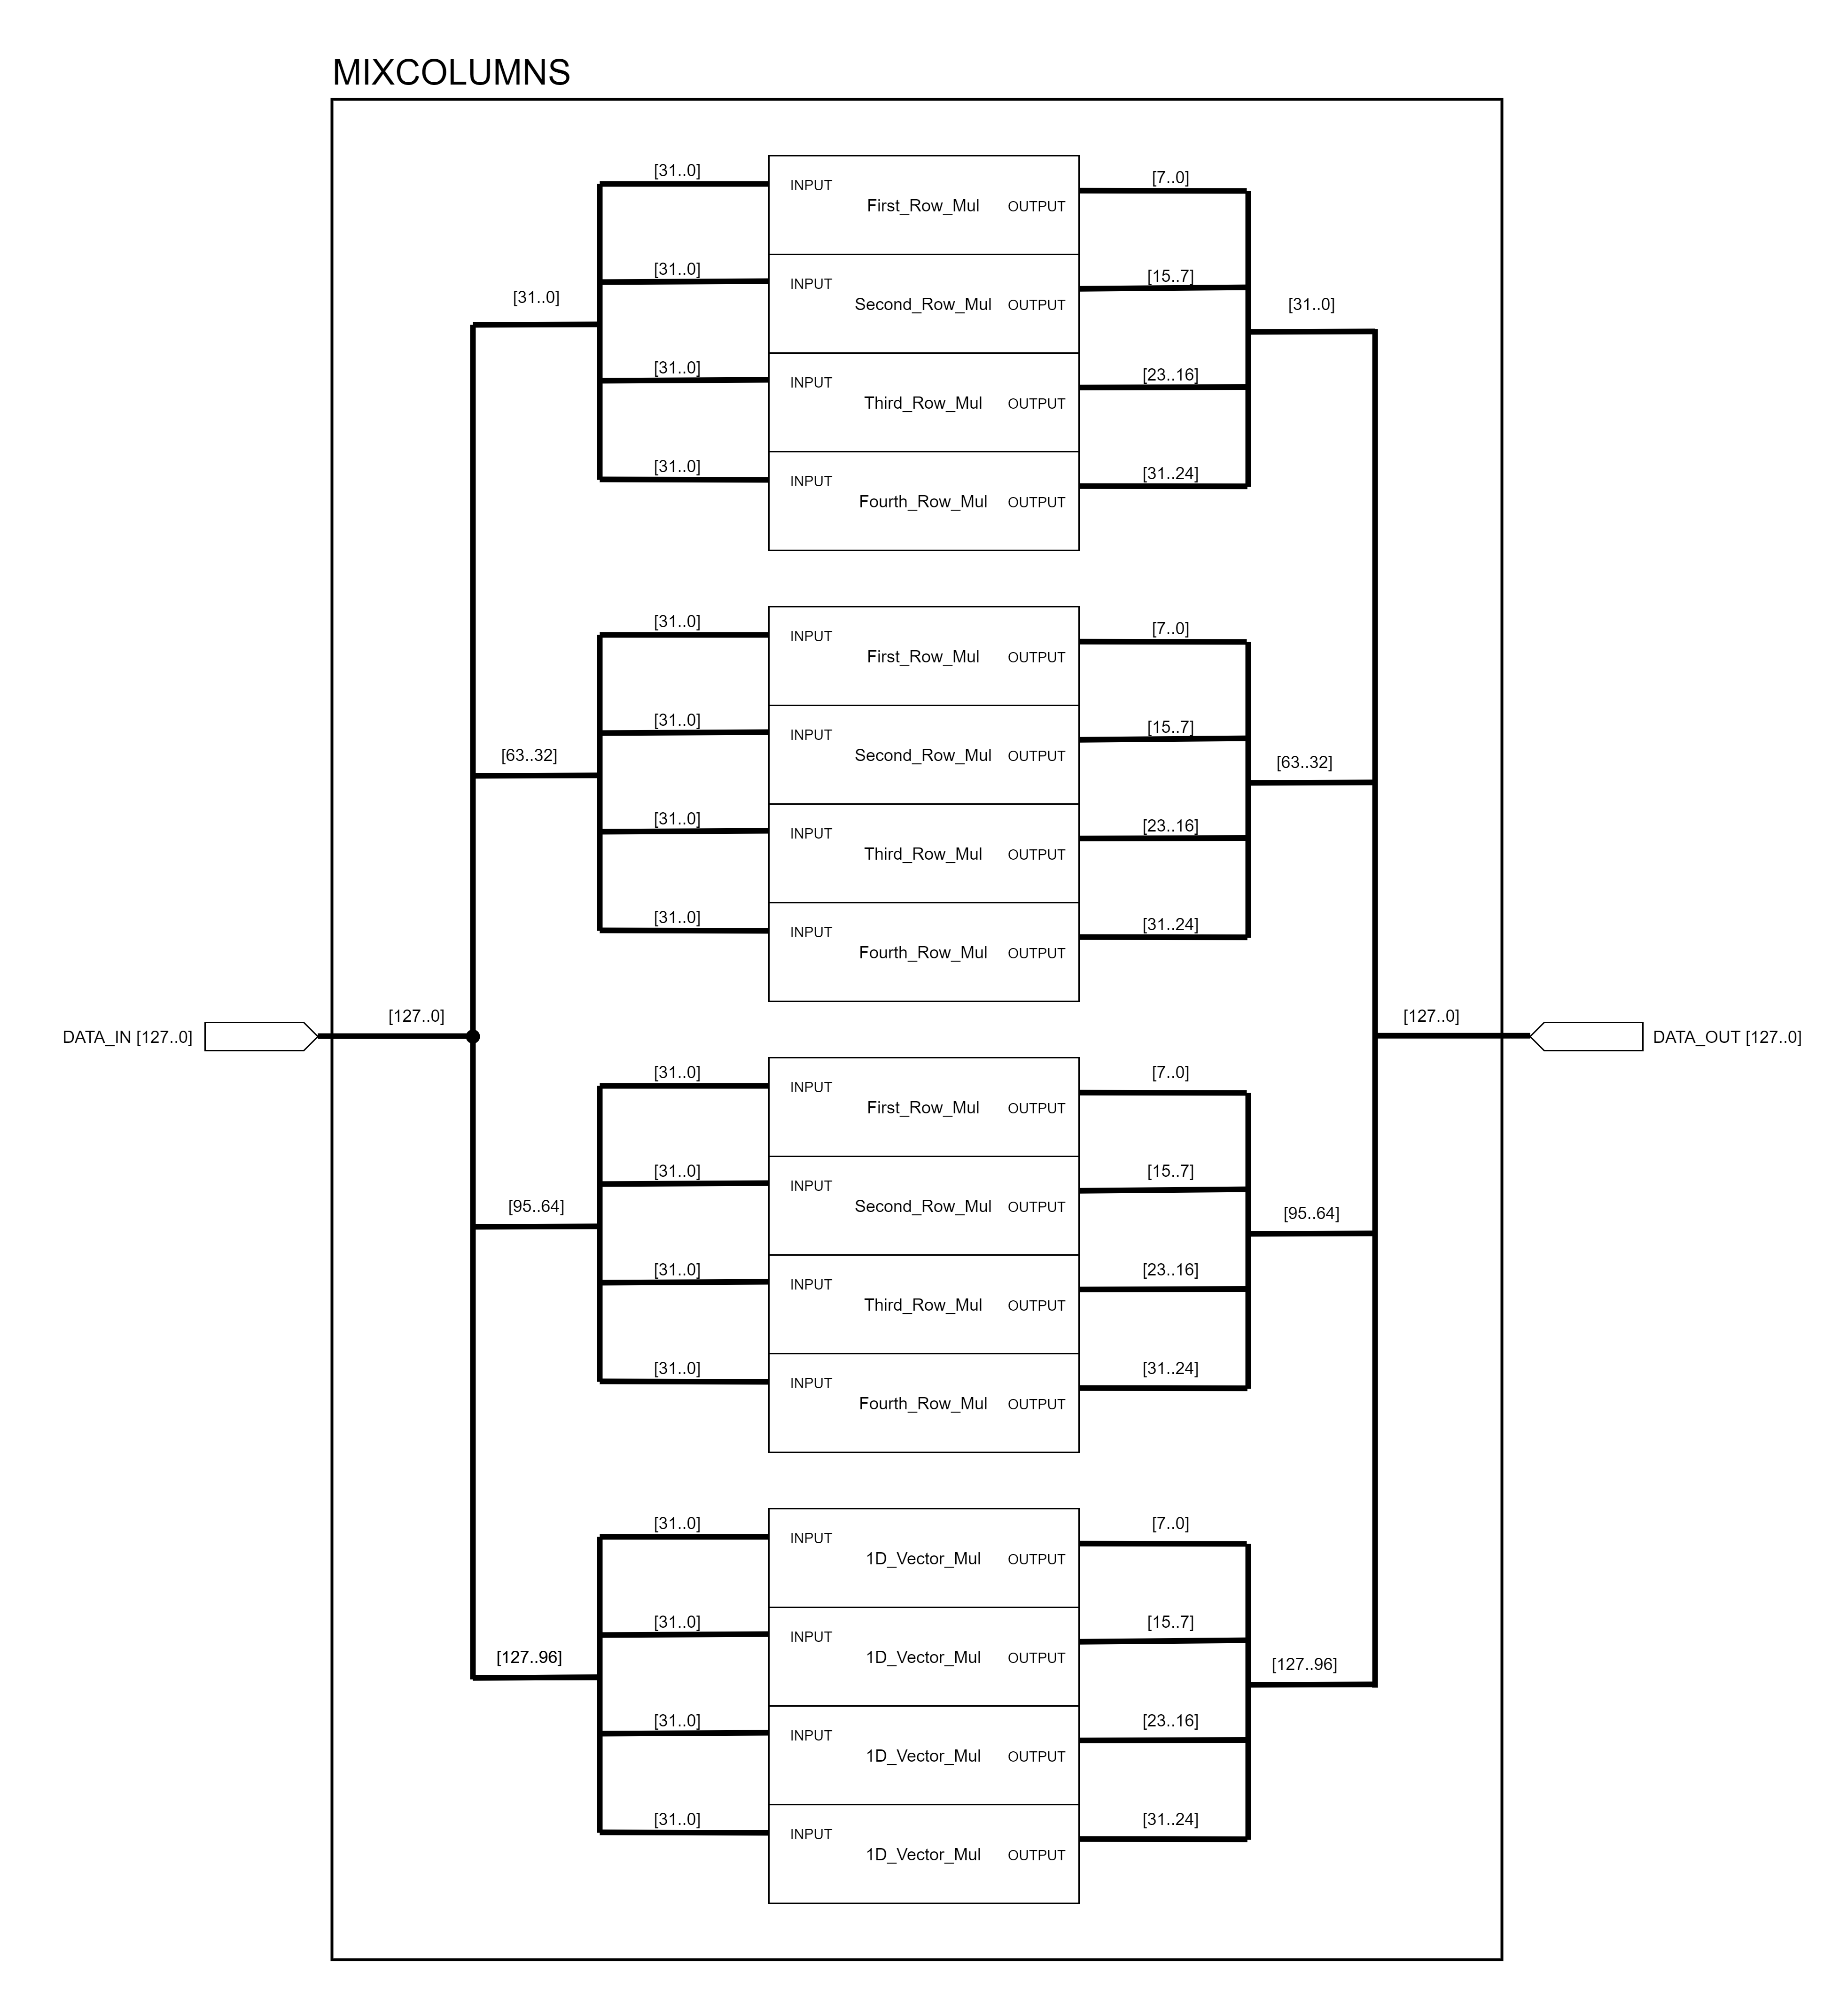 MIXCOLUMNS
[31..0]
[7..0]
INPUT
First_Row_Mul
OUTPUT
[31..0]
[15..7]
INPUT
Second_Row_Mul
OUTPUT
[31..0]
[31..0]
[31..0]
[23..16]
INPUT
Third_Row_Mul
OUTPUT
[31..0]
[31..24]
INPUT
Fourth_Row_Mul
OUTPUT
[31..0]
[7..0]
INPUT
First_Row_Mul
OUTPUT
[31..0]
[15..7]
INPUT
Second_Row_Mul
OUTPUT
[63..32]
[63..32]
[31..0]
[23..16]
INPUT
Third_Row_Mul
OUTPUT
[31..0]
[31..24]
INPUT
Fourth_Row_Mul
OUTPUT
[127..0]
[127..0]
DATA_IN [127..0]
DATA_OUT [127..0]
[31..0]
[7..0]
INPUT
First_Row_Mul
OUTPUT
[31..0]
[15..7]
INPUT
Second_Row_Mul
OUTPUT
[95..64]
[95..64]
[31..0]
[23..16]
INPUT
Third_Row_Mul
OUTPUT
[31..0]
[31..24]
INPUT
Fourth_Row_Mul
OUTPUT
[31..0]
[7..0]
INPUT
1D_Vector_Mul
OUTPUT
[31..0]
[15..7]
INPUT
1D_Vector_Mul
OUTPUT
[127..96]
[127..96]
[31..0]
[23..16]
INPUT
1D_Vector_Mul
OUTPUT
[31..0]
[31..24]
INPUT
1D_Vector_Mul
OUTPUT